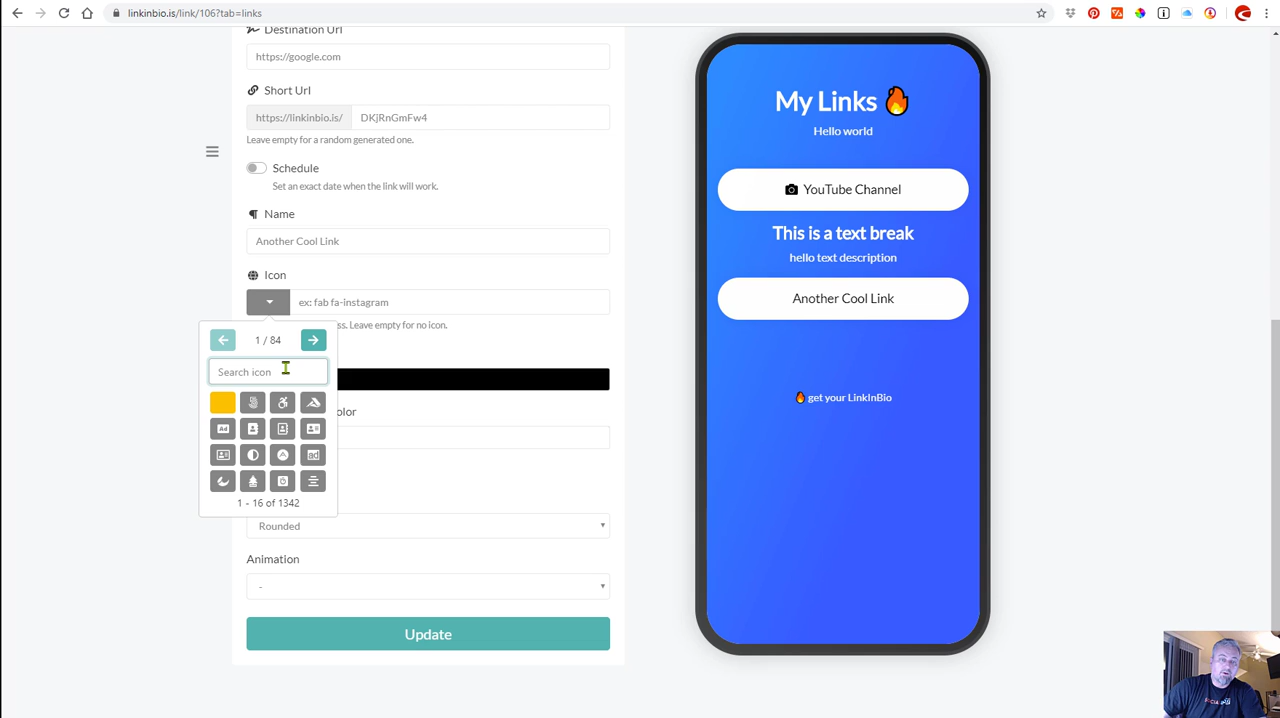 linkinbio.is/link/106?tab=links
Destination Url
https://google.com
Short Url
https://linkinbio.is/ DKjRnGmFw4
Leave empty for a random generated one.
Schedule
Set an exact date when the link will work.
Name
Another Cool Link
Icon
ex: fab fa-instagram
ss. Leave empty for no icon.
1 / 84
Search icon
Ad
ad
1 - 16 of 1342
olor
Rounded
Animation
-
Update
My Links
Hello world
YouTube Channel
This is a text break
hello text description
Another Cool Link
get your LinkInBio